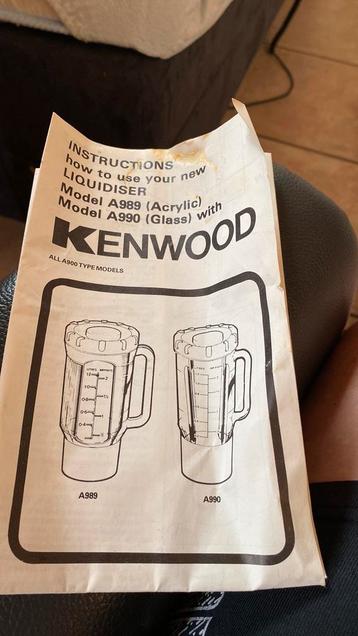 INSTRUCTIONS
how to use your new
LIQUIDISER
Model A989 (Acrylic)
Model A990 (Glass) with
KENWOOD
ALL A900 TYPE MODELS
A989
A990